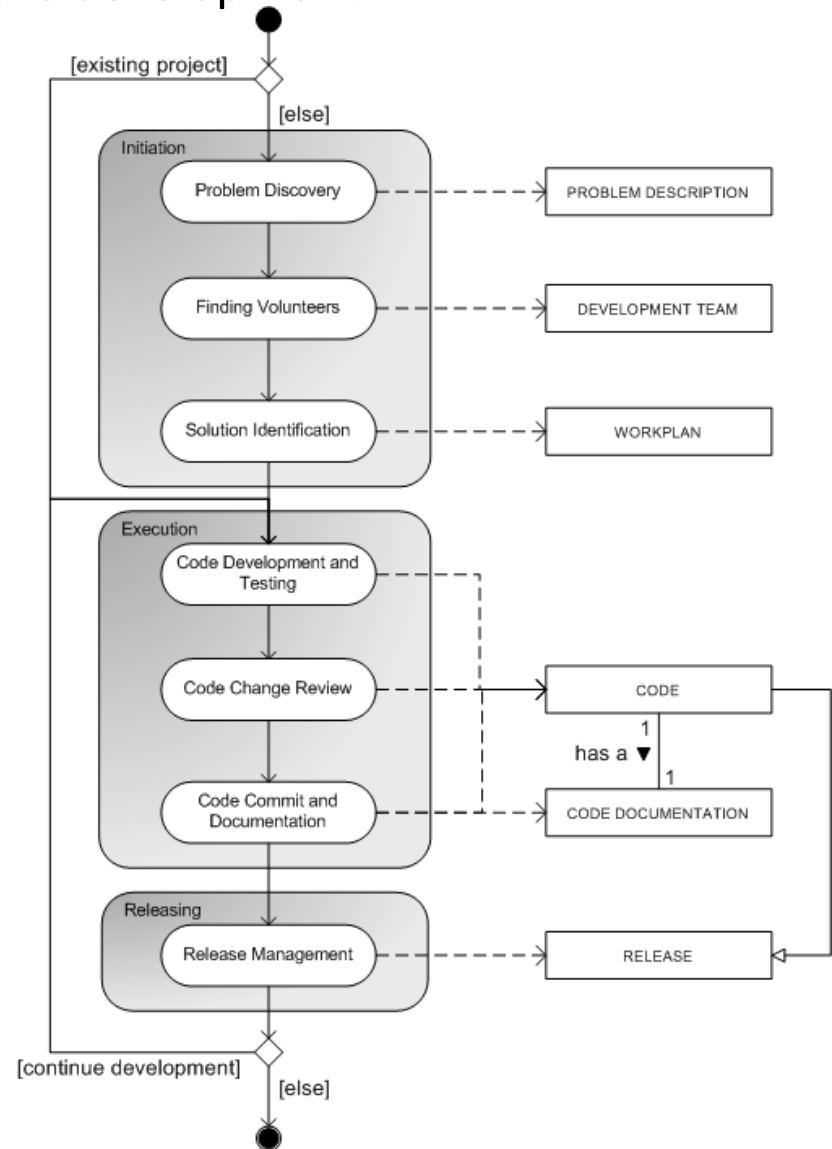 [existing project]
[else]
Initiation
Problem Discovery
PROBLEM DESCRIPTION
Finding Volunteers
DEVELOPMENT TEAM
Solution Identification
WORKPLAN
Execution
Code Development and
Testing
Code Change Review
CODE
1
has a ▼
1
Code Commit and
Documentation
CODE DOCUMENTATION
Releasing
Release Management
RELEASE
[continue development]
[else]